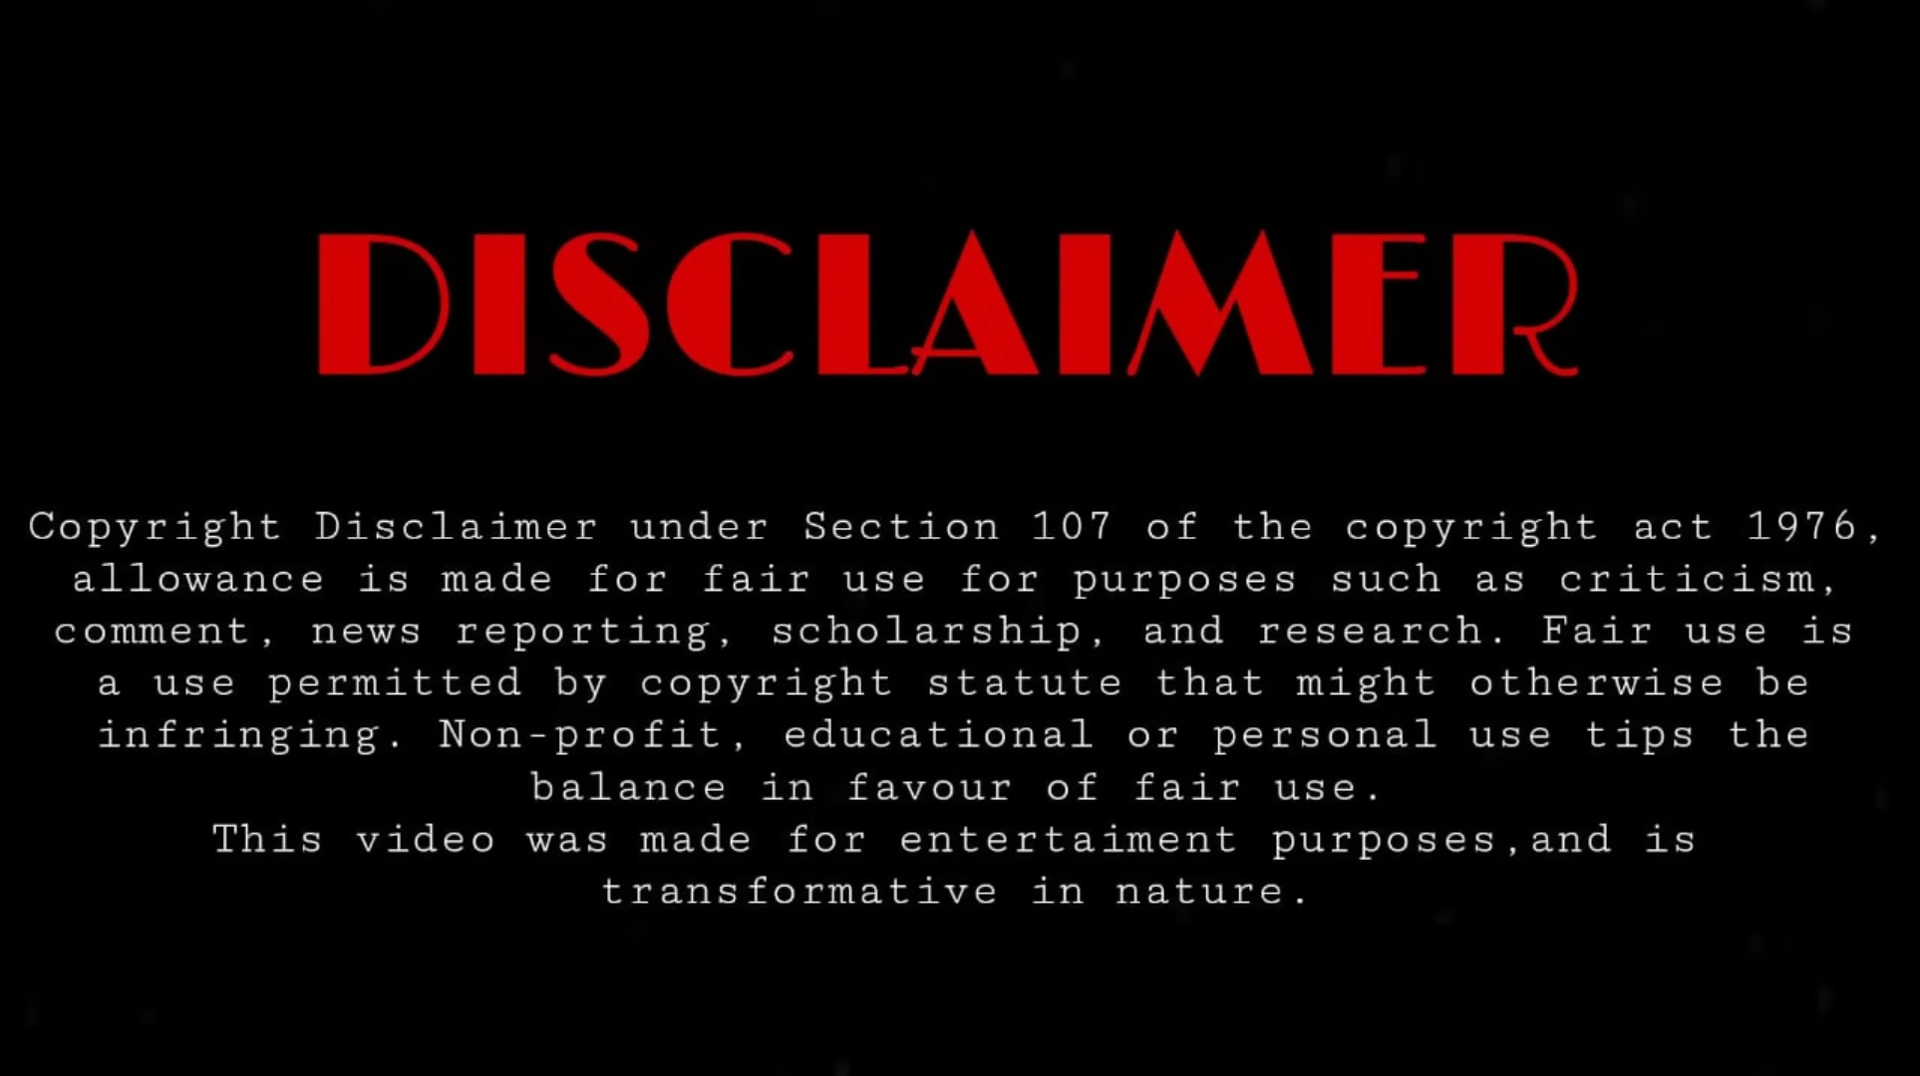 DISCLAIMER
Copyright Disclaimer under Section 107 of the copyright act 1976,
allowance is made for fair use for purposes such as criticism,
comment, news reporting, scholarship, and research. Fair use is
a use permitted by copyright statute that might otherwise be
infringing. Non-profit, educational or personal use tips the
balance in favour of fair use.
This video was made for entertaiment purposes,and is
transformative in nature.